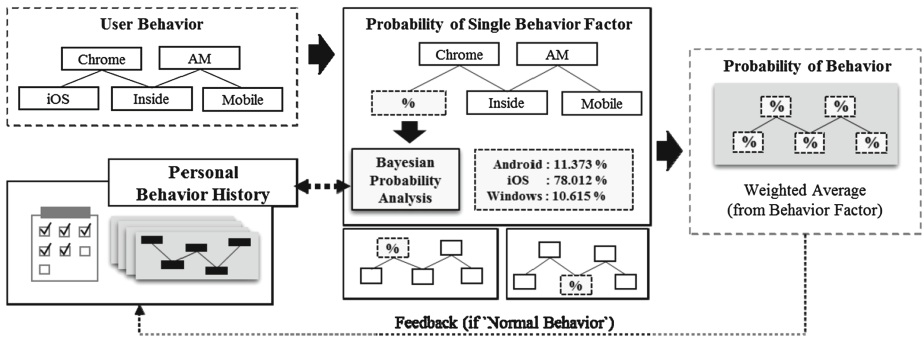 User Behavior
Chrome
AM
iOS
Inside
Mobile
Probability of Single Behavior Factor
Chrome
AM
%
Inside
Mobile
Bayesian
Probability
Analysis
Android : 11.373 %
iOS : 78.012 %
Windows : 10.615 %
%
%
Probability of Behavior
%
%
%
%
%
Weighted Average
(from Behavior Factor)
Personal
Behavior History
Feedback (if `Normal Behavior`)